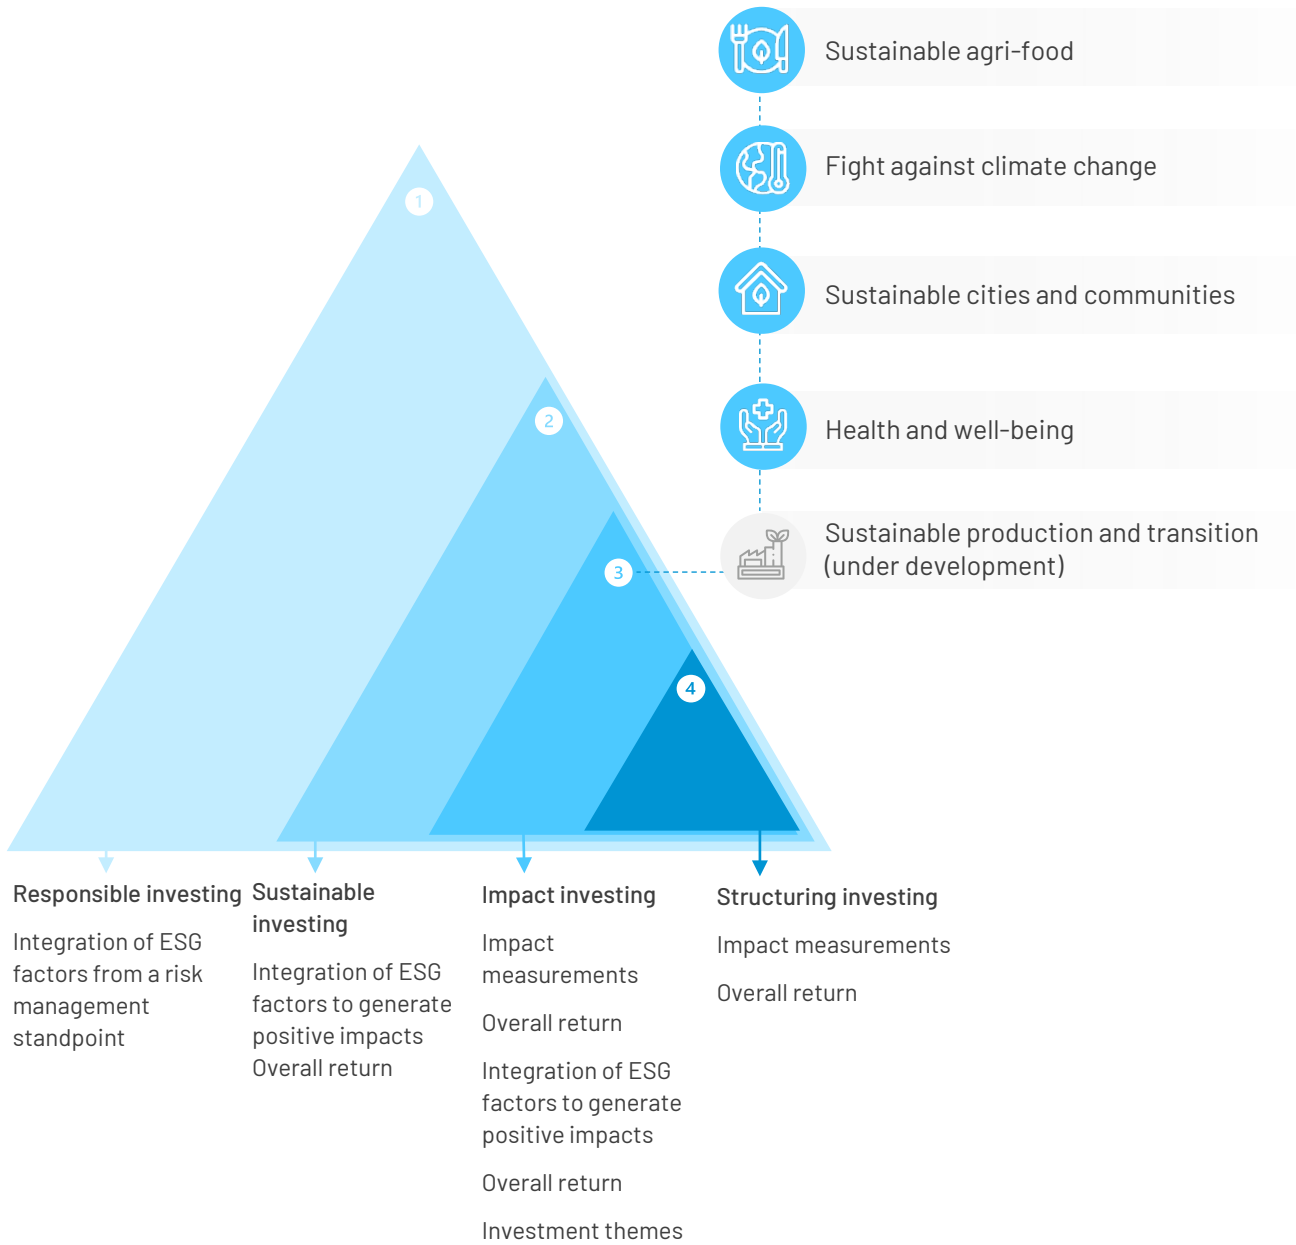 Sustainable agri-food
Fight against climate change
Sustainable cities and communities
Health and well-being
Sustainable production and transition
(under development)
1
2
3
4
Responsible investing
Integration of ESG
factors from a risk
management
standpoint
Sustainable
investing
Integration of ESG
factors to generate
positive impacts
Overall return
Impact investing
Impact
measurements
Overall return
Integration of ESG
factors to generate
positive impacts
Overall return
Investment themes
Structuring investing
Impact measurements
Overall return